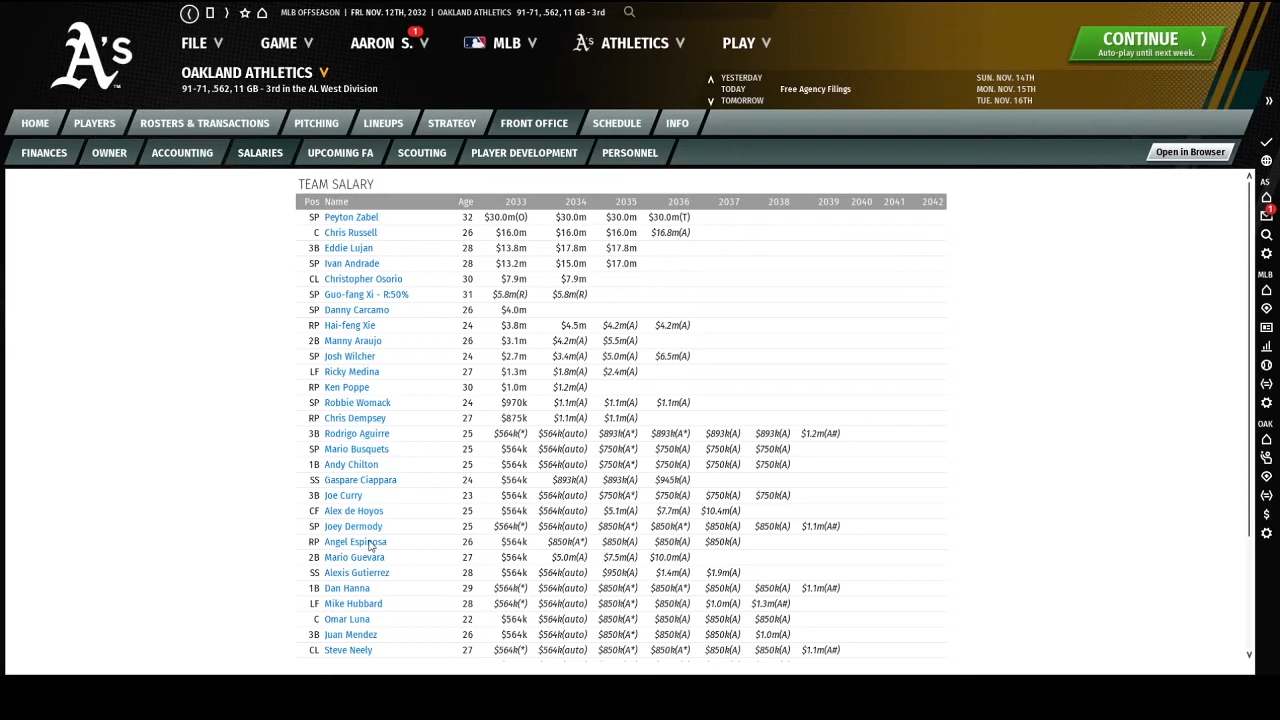 MLB OFFSEASON | FRI. NOV. 12TH, 2032 | OAKLAND ATHLETICS 91-71, .562, 11 GB - 3rd
A's™
FILE GAME AARON S. 1 MLB A's ATHLETICS PLAY
CONTINUE
Auto-play until next week.
OAKLAND ATHLETICS
91-71, .562, 11 GB - 3rd in the AL West Division
YESTERDAY SUN. NOV. 14TH
TODAY Free Agency Filings MON. NOV. 15TH
TOMORROW TUE. NOV. 16TH
HOME PLAYERS ROSTERS & TRANSACTIONS PITCHING LINEUPS STRATEGY FRONT OFFICE SCHEDULE INFO
FINANCES OWNER ACCOUNTING SALARIES UPCOMING FA SCOUTING PLAYER DEVELOPMENT PERSONNEL Open in Browser
TEAM SALARY
Pos Name Age 2033 2034 2035 2036 2037 2038 2039 2040 2041 2042
SP Peyton Zabel 32 $30.0m(O) $30.0m $30.0m $30.0m(T)
C Chris Russell 26 $16.0m $16.0m $16.0m $16.8m(A)
3B Eddie Lujan 28 $13.8m $17.8m $17.8m
SP Ivan Andrade 28 $13.2m $15.0m $17.0m
CL Christopher Osorio 30 $7.9m $7.9m
SP Guo-fang Xi - R:50% 31 $5.8m(R) $5.8m(R)
SP Danny Carcamo 26 $4.0m
RP Hai-feng Xie 24 $3.8m $4.5m $4.2m(A) $4.2m(A)
2B Manny Araujo 26 $3.1m $4.2m(A) $5.5m(A)
SP Josh Wilcher 24 $2.7m $3.4m(A) $5.0m(A) $6.5m(A)
LF Ricky Medina 27 $1.3m $1.8m(A) $2.4m(A)
RP Ken Poppe 30 $1.0m $1.2m(A)
SP Robbie Womack 24 $970k $1.1m(A) $1.1m(A) $1.1m(A)
RP Chris Dempsey 27 $875k $1.1m(A) $1.1m(A)
3B Rodrigo Aguirre 25 $564k(*) $564k(auto) $893k(A*) $893k(A*) $893k(A) $893k(A) $1.2m(A#)
SP Mario Busquets 25 $564k $564k(auto) $750k(A*) $750k(A) $750k(A) $750k(A)
1B Andy Chilton 25 $564k $564k(auto) $750k(A*) $750k(A) $750k(A) $750k(A)
SS Gaspare Ciappara 24 $564k $893k(A) $893k(A) $945k(A)
3B Joe Curry 23 $564k $564k(auto) $750k(A*) $750k(A) $750k(A) $750k(A)
CF Alex de Hoyos 25 $564k $564k(auto) $5.1m(A) $7.7m(A) $10.4m(A)
SP Joey Dermody 25 $564k(*) $564k(auto) $850k(A*) $850k(A*) $850k(A) $850k(A) $1.1m(A#)
RP Angel Espinosa 26 $564k $850k(A*) $850k(A) $850k(A) $850k(A)
2B Mario Guevara 27 $564k $5.0m(A) $7.5m(A) $10.0m(A)
SS Alexis Gutierrez 28 $564k $564k(auto) $950k(A) $1.4m(A) $1.9m(A)
1B Dan Hanna 29 $564k(*) $564k(auto) $850k(A*) $850k(A*) $850k(A) $850k(A) $1.1m(A#)
LF Mike Hubbard 28 $564k(*) $564k(auto) $850k(A*) $850k(A) $1.0m(A) $1.3m(A#)
C Omar Luna 22 $564k $564k(auto) $850k(A*) $850k(A) $850k(A) $850k(A)
3B Juan Mendez 26 $564k $564k(auto) $850k(A*) $850k(A) $850k(A) $1.0m(A)
CL Steve Neely 27 $564k(*) $564k(auto) $850k(A*) $850k(A*) $850k(A) $850k(A) $1.1m(A#)
AS
1
MLB
OAK